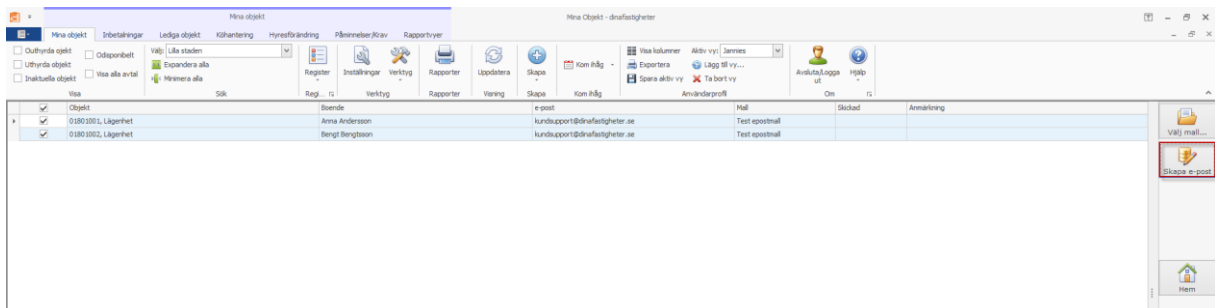 Mina objekt
Mina Objekt - dinafastigheter
Mina objekt Inbetalningar Lediga objekt Köhantering Hyresförändring Påminnelser/Krav Rapportvyer
Outhyrda ojekt
Uthyrda objekt
Inaktuella objekt
Odisponibelt
Visa alla avtal
Visa
Välj: Lilla staden
Expandera alla
Minimera alla
Sök
Register
Regi...
Inställningar
Verktyg
Verktyg
Rapporter
Rapporter
Uppdatera
Visning
Skapa
Skapa
Kom ihåg
Kom ihåg
Visa kolumner
Exportera
Spara aktiv vy
Aktiv vy: Jannies
Lägg till vy...
Ta bort vy
Användarprofil
Avsluta/Logga
ut
Hjälp
Om
Objekt Boende e-post Mall Skickad Anmärkning
01801001, Lägenhet Anna Andersson kundsupport@dinafastigheter.se Test epostmall
01801002, Lägenhet Bengt Bengtsson kundsupport@dinafastigheter.se Test epostmall
Välj mall...
Skapa e-post
Hem